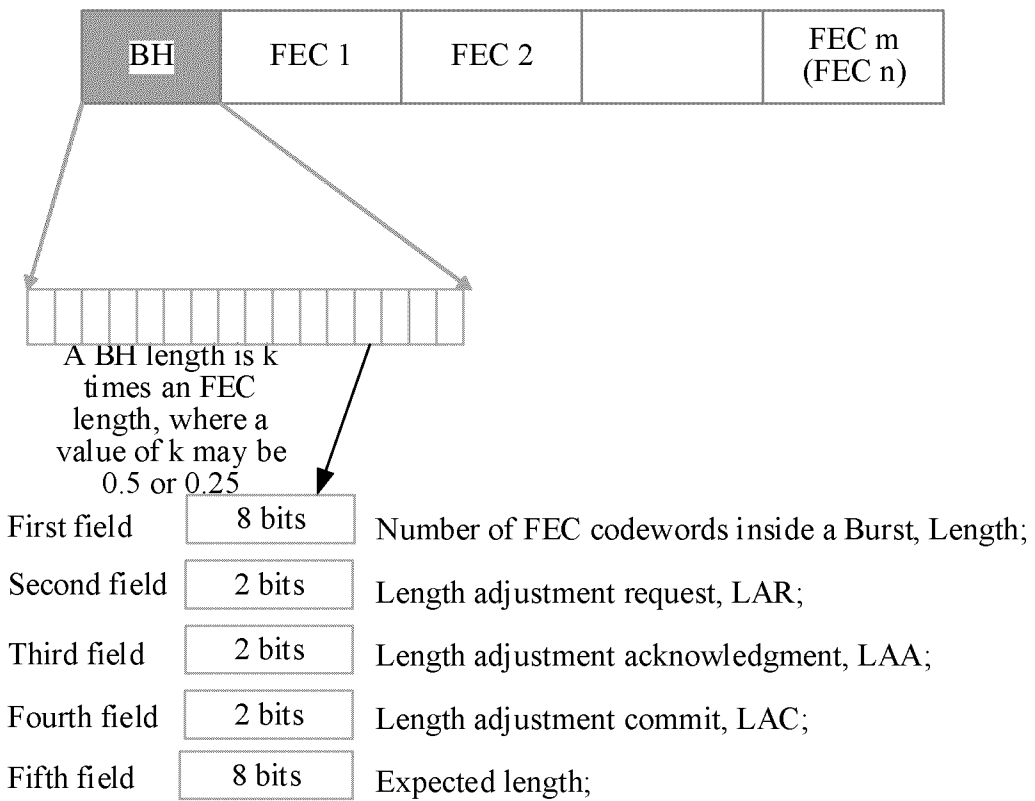 BH
FEC 1
FEC 2
FEC m
(FEC n)
A BH length is k
times an FEC
length, where a
value of k may be
0.5 or 0.25
First field
8 bits
Number of FEC codewords inside a Burst, Length;
Second field
2 bits
Length adjustment request, LAR;
Third field
2 bits
Length adjustment acknowledgment, LAA;
Fourth field
2 bits
Length adjustment commit, LAC;
Fifth field
8 bits
Expected length;